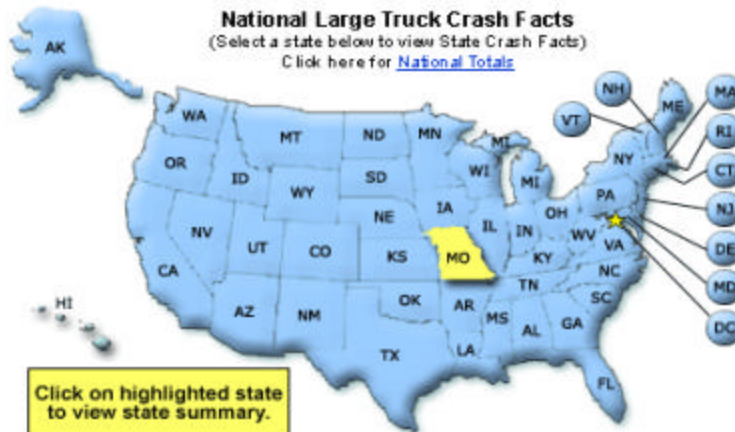 National Large Truck Crash Facts
(Select a state below to view State Crash Facts)
Click here for National Totals
AK
WA
MT
ND
MN
MI
VT
NH
ME
MA
RI
OR
ID
WY
SD
WI
MI
NY
CT
NE
IA
PA
NJ
NV
UT
CO
KS
MO
IL
IN
OH
WV
VA
DE
CA
KY
MD
AZ
NM
OK
AR
TN
NC
DC
HI
TX
LA
MS
AL
GA
SC
FL
Click on highlighted state
to view state summary.